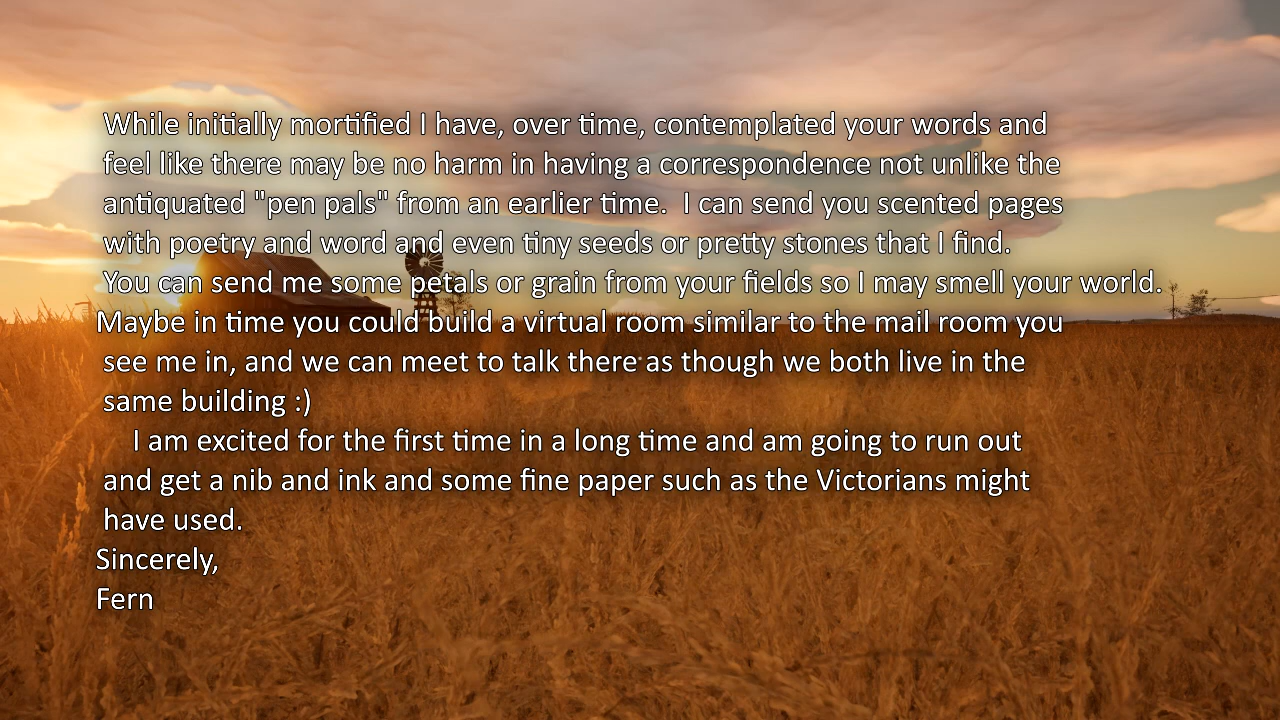 While initially mortified I have, over time, contemplated your words and
feel like there may be no harm in having a correspondence not unlike the
antiquated "pen pals" from an earlier time.  I can send you scented pages
with poetry and word and even tiny seeds or pretty stones that I find.
You can send me some petals or grain from your fields so I may smell your world.
Maybe in time you could build a virtual room similar to the mail room you
see me in, and we can meet to talk there as though we both live in the
same building :)
I am excited for the first time in a long time and am going to run out
and get a nib and ink and some fine paper such as the Victorians might
have used.
Sincerely,
Fern